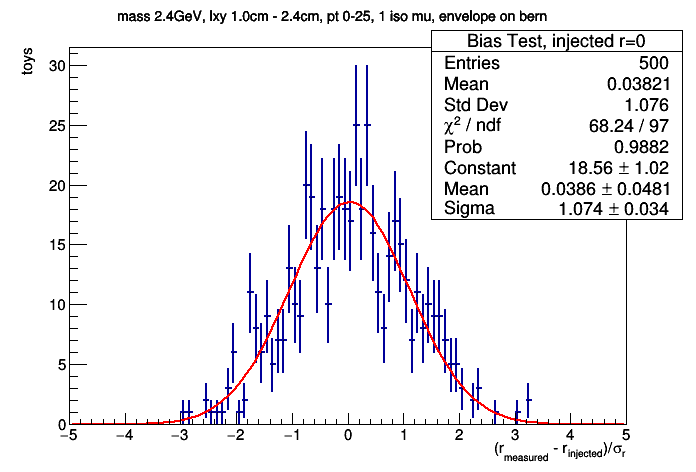 mass 2.4GeV, lxy 1.0cm - 2.4cm, pt 0-25, 1 iso mu, envelope on bern
Bias Test, injected r=0
Entries 500
Mean 0.03821
Std Dev 1.076
χ² / ndf 68.24 / 97
Prob 0.9882
Constant 18.56 ± 1.02
Mean 0.0386 ± 0.0481
Sigma 1.074 ± 0.034
toys
30
25
20
15
10
5
0
−5 −4 −3 −2 −1 0 1 2 3 4 5
(r_measured - r_injected)/σ_r